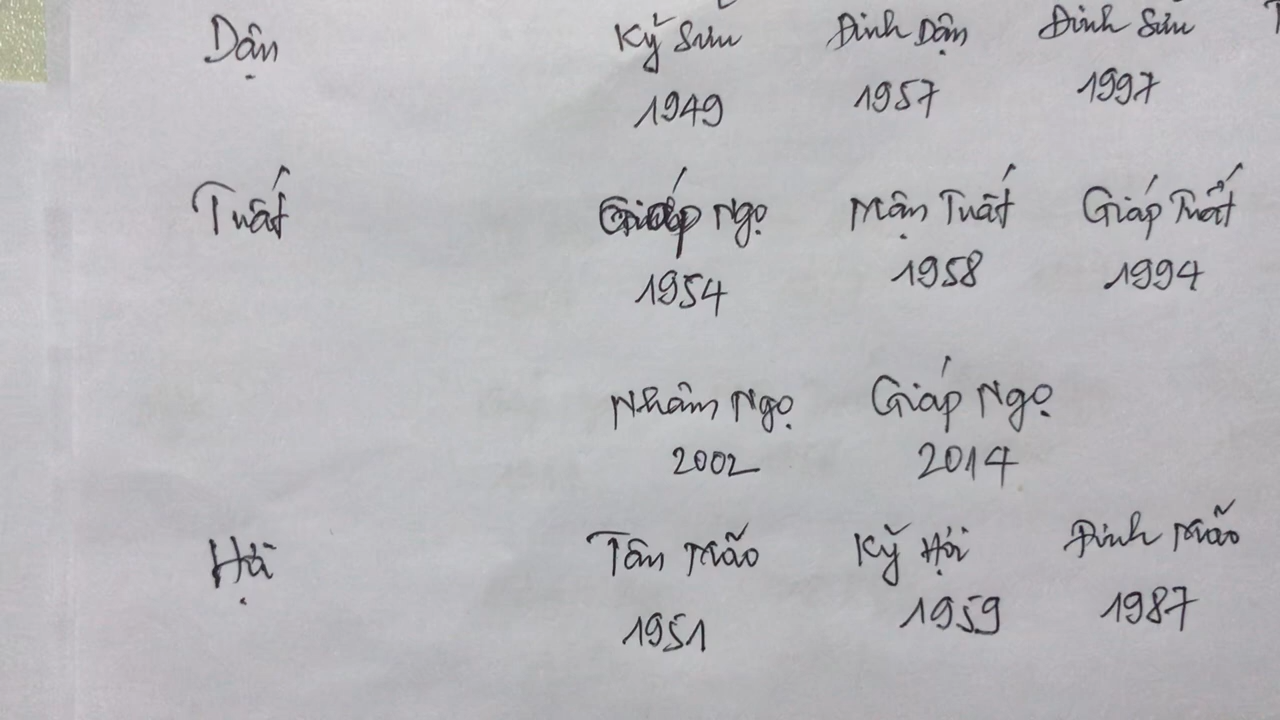 Dậu Kỷ Sửu Đinh Dậu Đinh Sửu
1949 1957 1997
Tuất Giáp Ngọ Mậu Tuất Giáp Tuất
1954 1958 1994
Nhâm Ngọ Giáp Ngọ
2002 2014
Hợi Tân Mão Kỷ Hợi Đinh Mão
1951 1959 1987